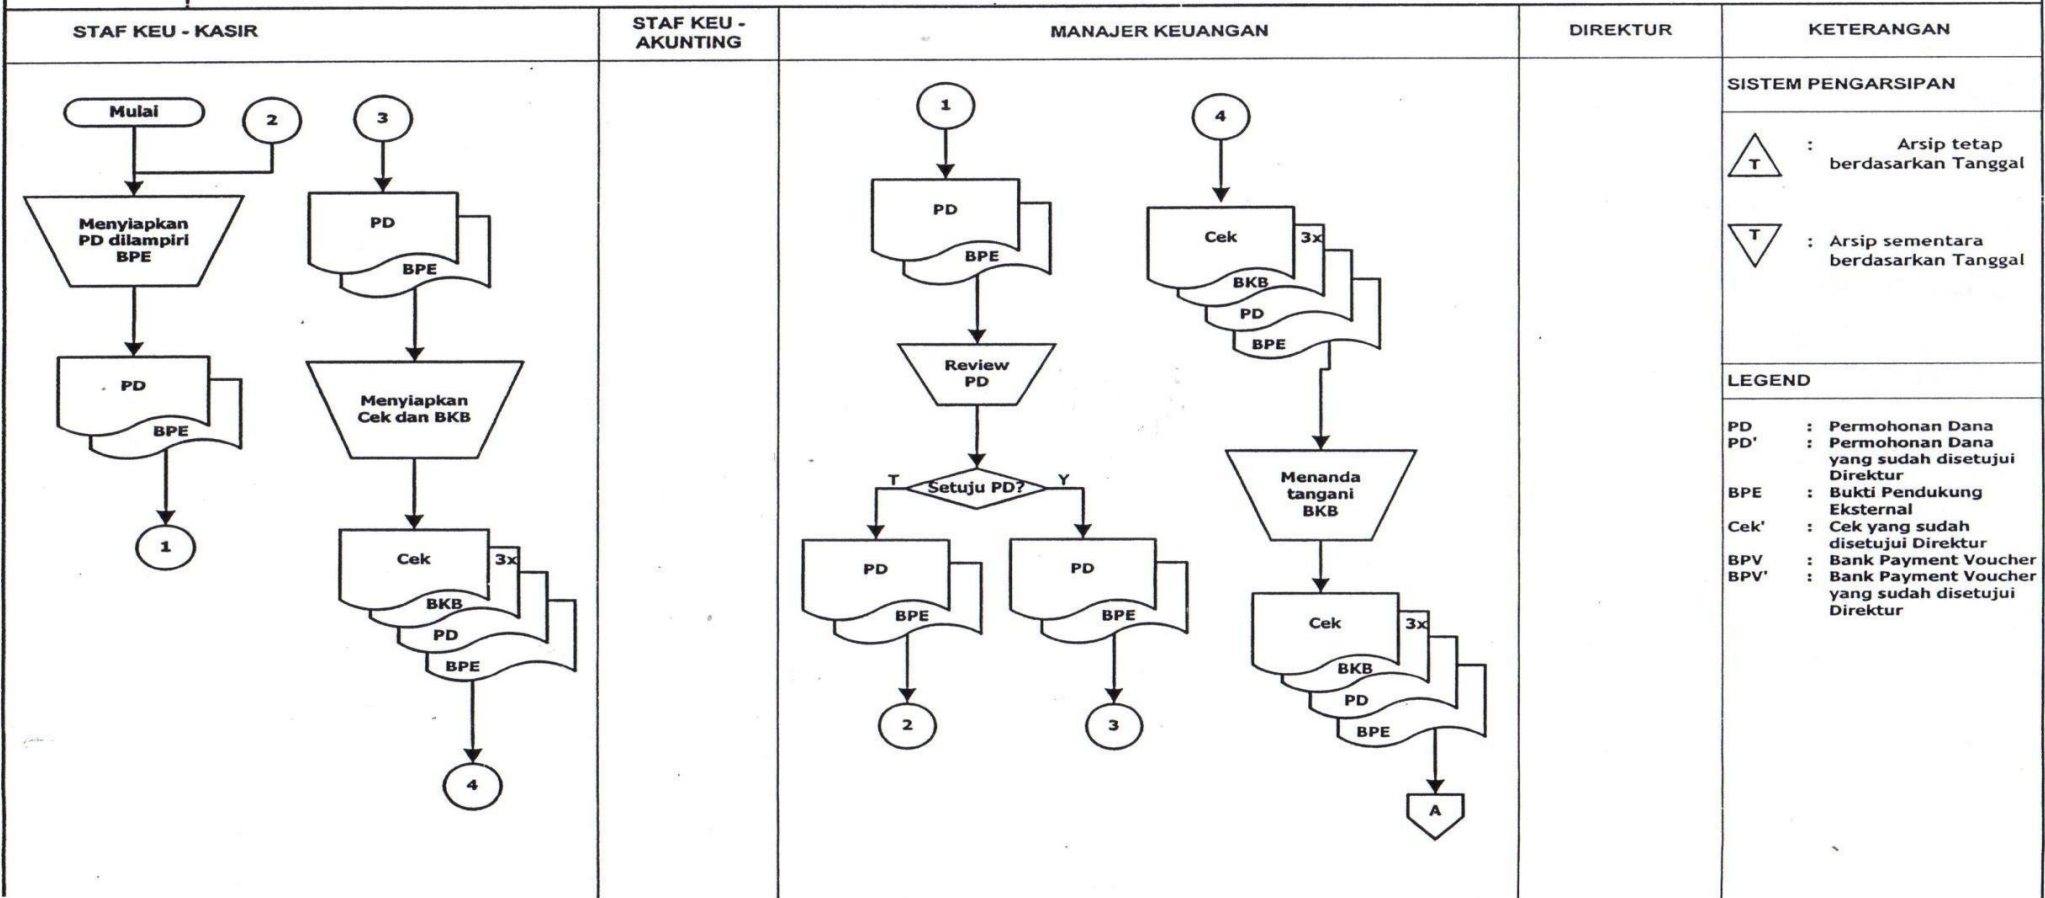 STAF KEU - KASIR
STAF KEU -
AKUNTING
MANAJER KEUANGAN
DIREKTUR
KETERANGAN
Mulai
2
Menyiapkan
PD dilampiri
BPE
PD
BPE
1
3
PD
BPE
Menyiapkan
Cek dan BKB
Cek
3x
BKB
PD
BPE
4
1
PD
BPE
Review
PD
T
Setuju PD?
Y
PD
BPE
2
PD
BPE
3
4
Cek
3x
BKB
PD
BPE
Menanda
tangani
BKB
Cek
3x
BKB
PD
BPE
A
SISTEM PENGARSIPAN
T : Arsip tetap
berdasarkan Tanggal
T : Arsip sementara
berdasarkan Tanggal
LEGEND
PD : Permohonan Dana
PD' : Permohonan Dana
yang sudah disetujui
Direktur
BPE : Bukti Pendukung
Eksternal
Cek' : Cek yang sudah
disetujui Direktur
BPV : Bank Payment Voucher
BPV' : Bank Payment Voucher
yang sudah disetujui
Direktur